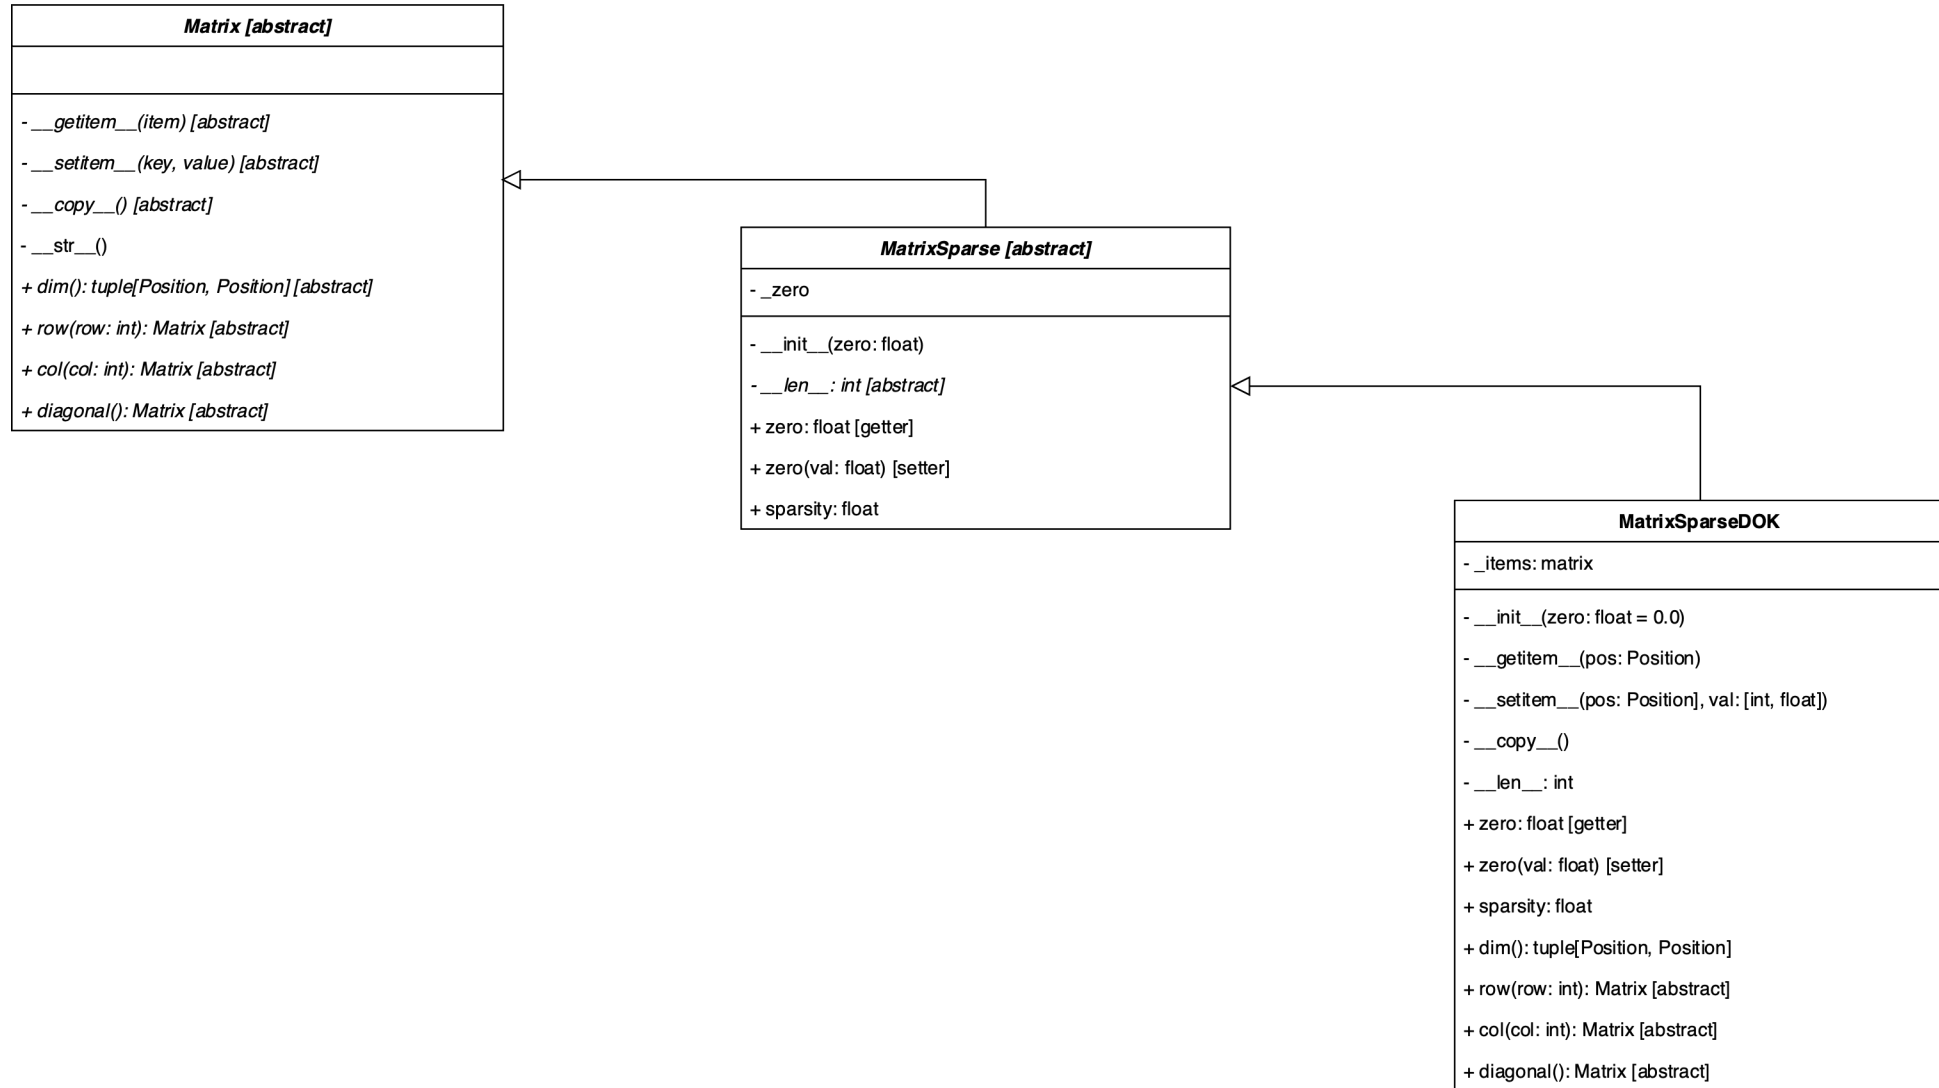 Matrix [abstract]
- __getitem__(item) [abstract]
- __setitem__(key, value) [abstract]
- __copy__() [abstract]
- __str__()
+ dim(): tuple[Position, Position] [abstract]
+ row(row: int): Matrix [abstract]
+ col(col: int): Matrix [abstract]
+ diagonal(): Matrix [abstract]
MatrixSparse [abstract]
- _zero
- __init__(zero: float)
- __len__: int [abstract]
+ zero: float [getter]
+ zero(val: float) [setter]
+ sparsity: float
MatrixSparseDOK
- _items: matrix
- __init__(zero: float = 0.0)
- __getitem__(pos: Position)
- __setitem__(pos: Position], val: [int, float])
- __copy__()
- __len__: int
+ zero: float [getter]
+ zero(val: float) [setter]
+ sparsity: float
+ dim(): tuple[Position, Position]
+ row(row: int): Matrix [abstract]
+ col(col: int): Matrix [abstract]
+ diagonal(): Matrix [abstract]